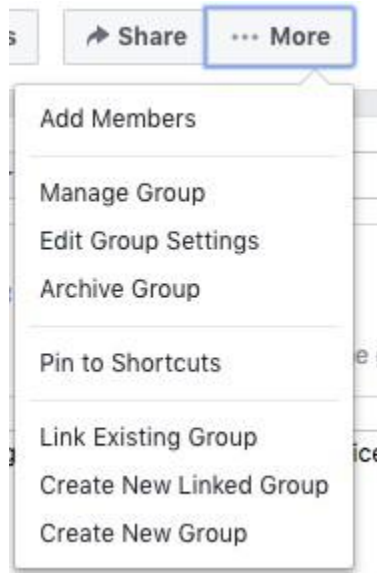 s
Share
··· More
Add Members
Manage Group
Edit Group Settings
Archive Group
Pin to Shortcuts
e
Link Existing Group
g
ice
Create New Linked Group
Create New Group